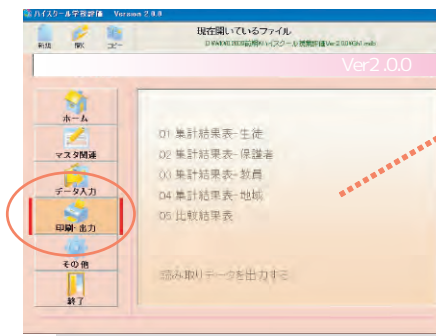 ハイスクール学校評価 Version 2.0.0
新規 開く コピー
現在開いているファイル
Ver2.0.0
ホーム
マスタ関連
データ入力
印刷・出力
その他
終了
01 集計結果表-生徒
02 集計結果表-保護者
03 集計結果表-教員
04 集計結果表-地域
05 比較結果表
読み取りデータを出力する